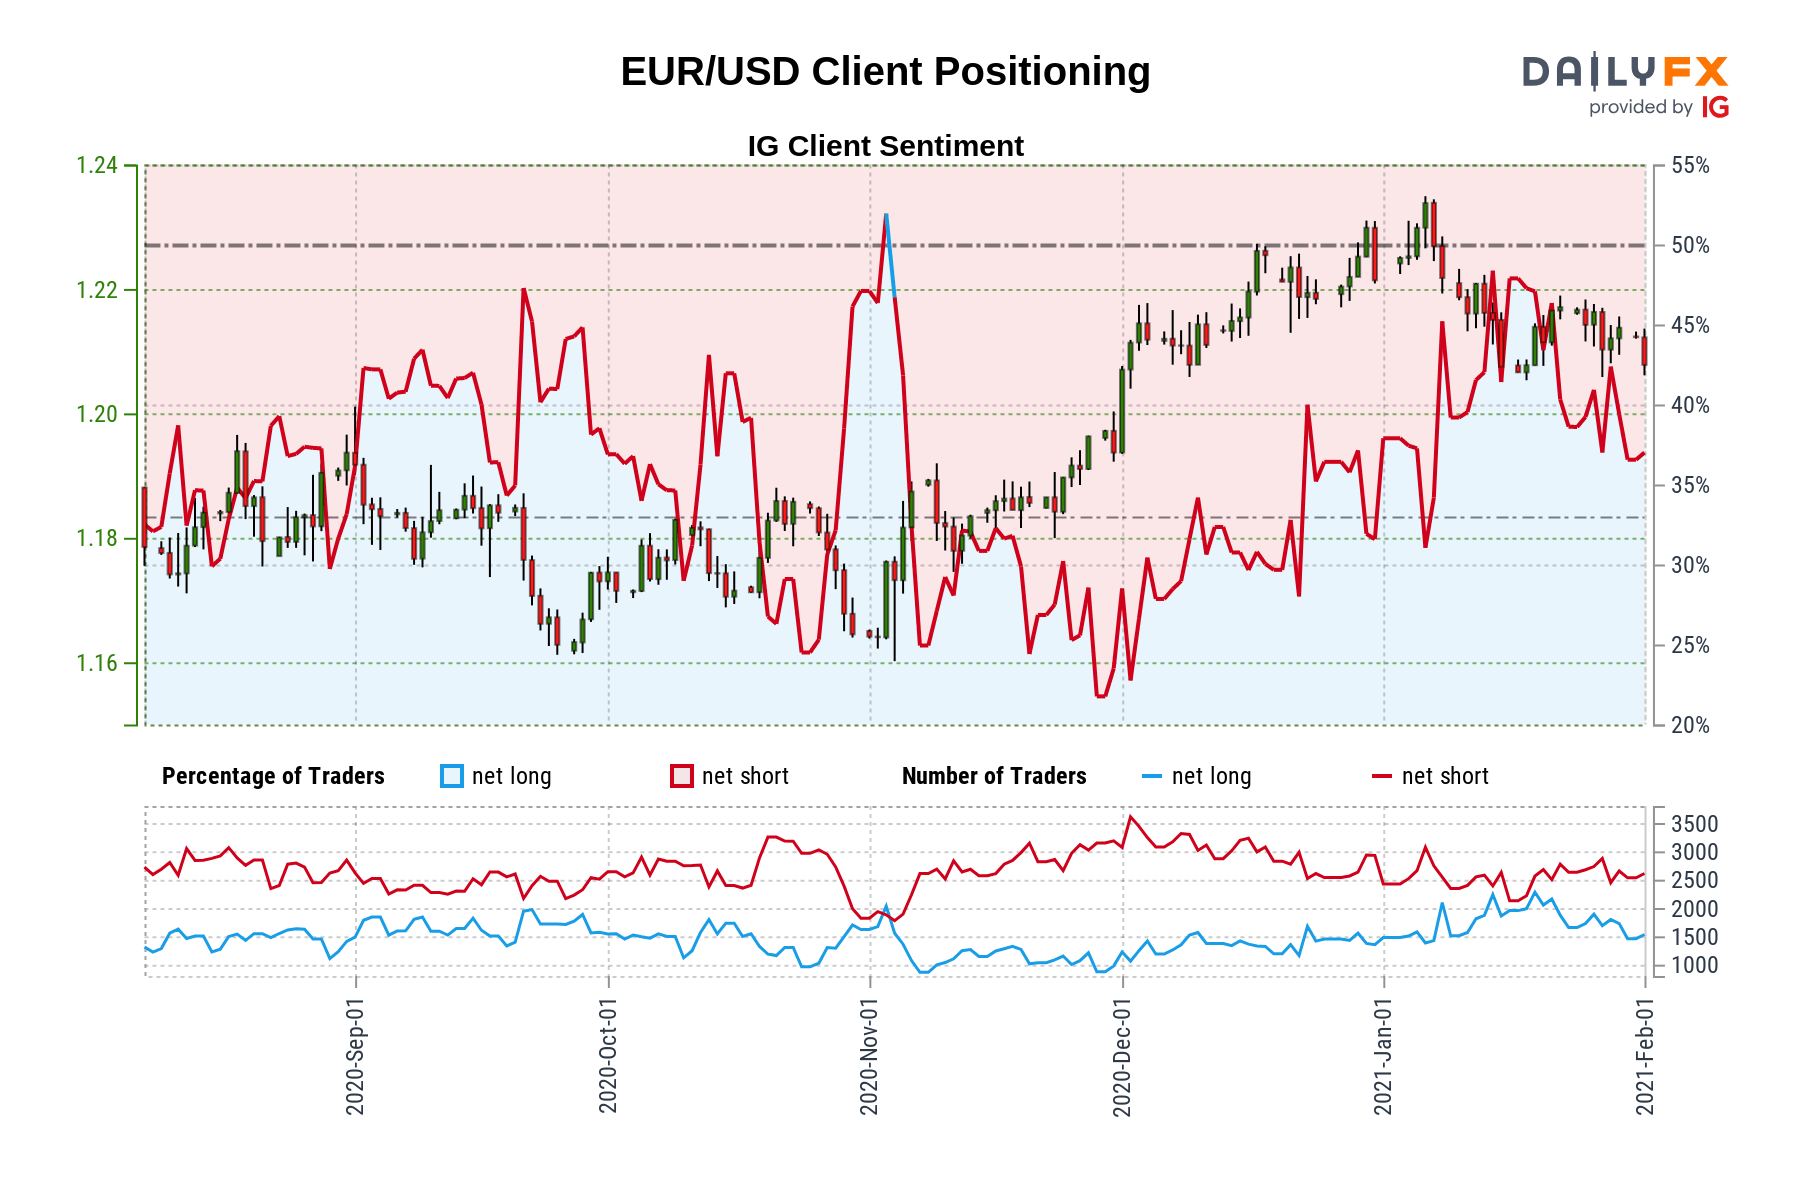 EUR/USD Client Positioning
DAILYFX
provided by IG
IG Client Sentiment
1.24
1.22
1.20
1.18
1.16
55%
50%
45%
40%
35%
30%
25%
20%
Percentage of Traders net long net short Number of Traders net long net short
3500
3000
2500
2000
1500
1000
2020-Sep-01
2020-Oct-01
2020-Nov-01
2020-Dec-01
2021-Jan-01
2021-Feb-01